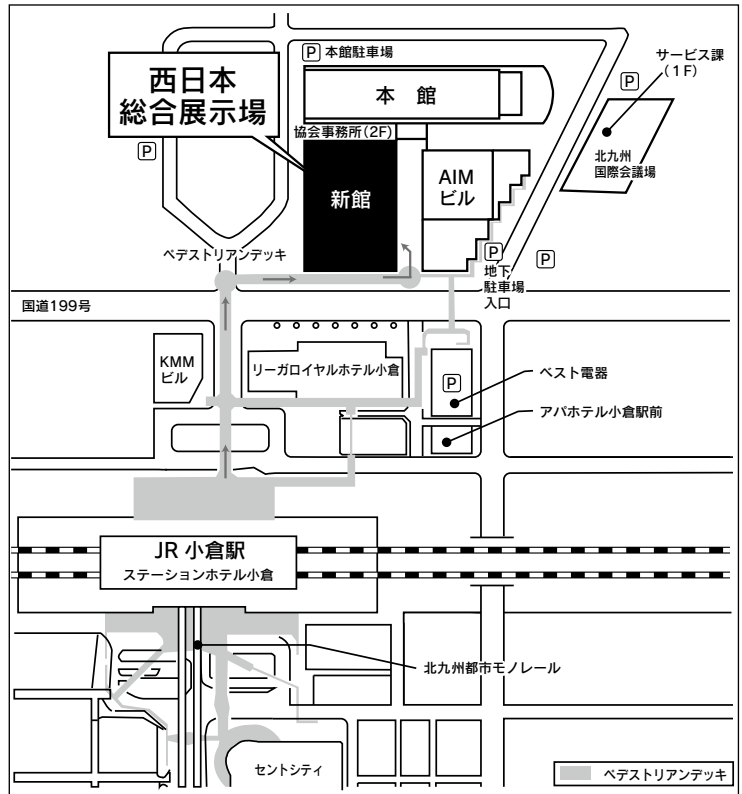 P 本館駐車場
サービス課
(1F)
P
西日本
総合展示場
本 館
協会事務所(2F)
P
新館
AIM
ビル
北九州
国際会議場
ペデストリアンデッキ
P
地下
駐車場
入口
P
国道199号
KMM
ビル
リーガロイヤルホテル小倉
P
ベスト電器
アパホテル小倉駅前
JR 小倉駅
ステーションホテル小倉
北九州都市モノレール
セントシティ
ペデストリアンデッキ